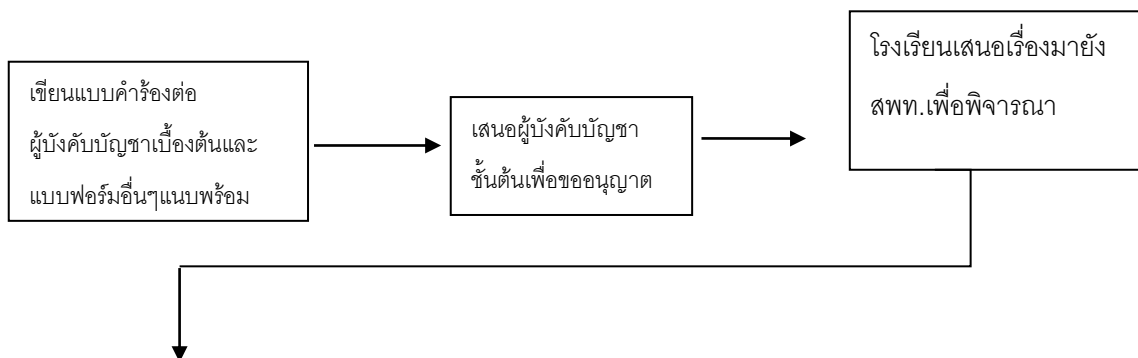 เขียนแบบคำร้องต่อ
ผู้บังคับบัญชาเบื้องต้นและ
แบบฟอร์มอื่นๆแนบพร้อม
เสนอผู้บังคับบัญชา
ชั้นต้นเพื่อขออนุญาต
โรงเรียนเสนอเรื่องมายัง
สพท.เพื่อพิจารณา